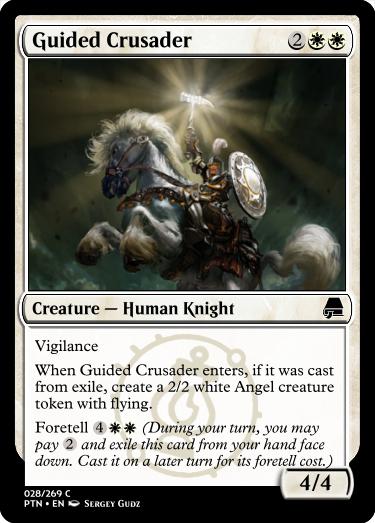 Guided Crusader 2
Creature — Human Knight
Vigilance
When Guided Crusader enters, if it was cast
from exile, create a 2/2 white Angel creature
token with flying.
Foretell 4 (During your turn, you may
pay 2 and exile this card from your hand face
down. Cast it on a later turn for its foretell cost.)
4/4
028/269 C
PTN • EN Sergey Gudz